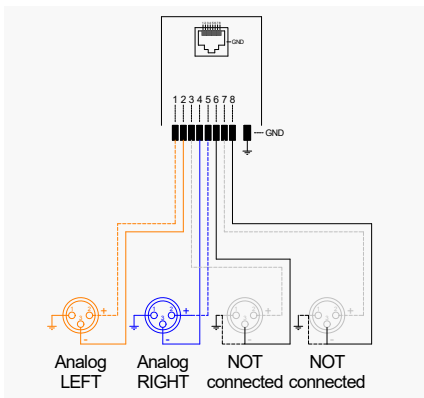 GND
1 2 3 4 5 6 7 8
GND
+ + 
- - - -
Analog LEFT
Analog RIGHT
NOT connected
NOT connected